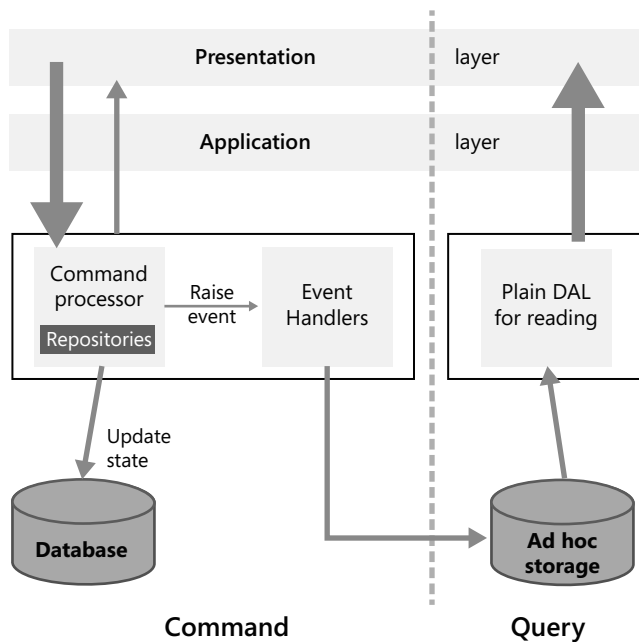 Presentation layer
Application layer
Command
processor
Repositories
Raise
event
Event
Handlers
Plain DAL
for reading
Update
state
Database
Ad hoc
storage
Command
Query